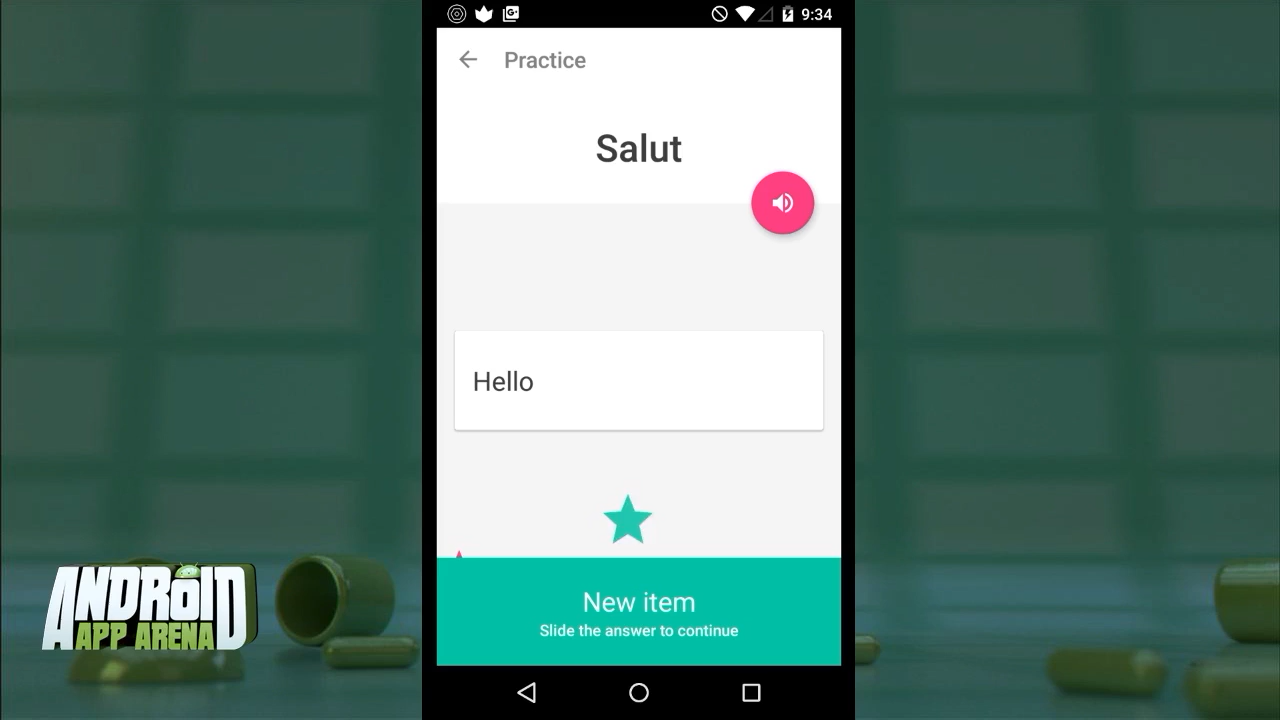 9:34
Practice
Salut
Hello
New item
Slide the answer to continue
ANDROID
APP ARENA